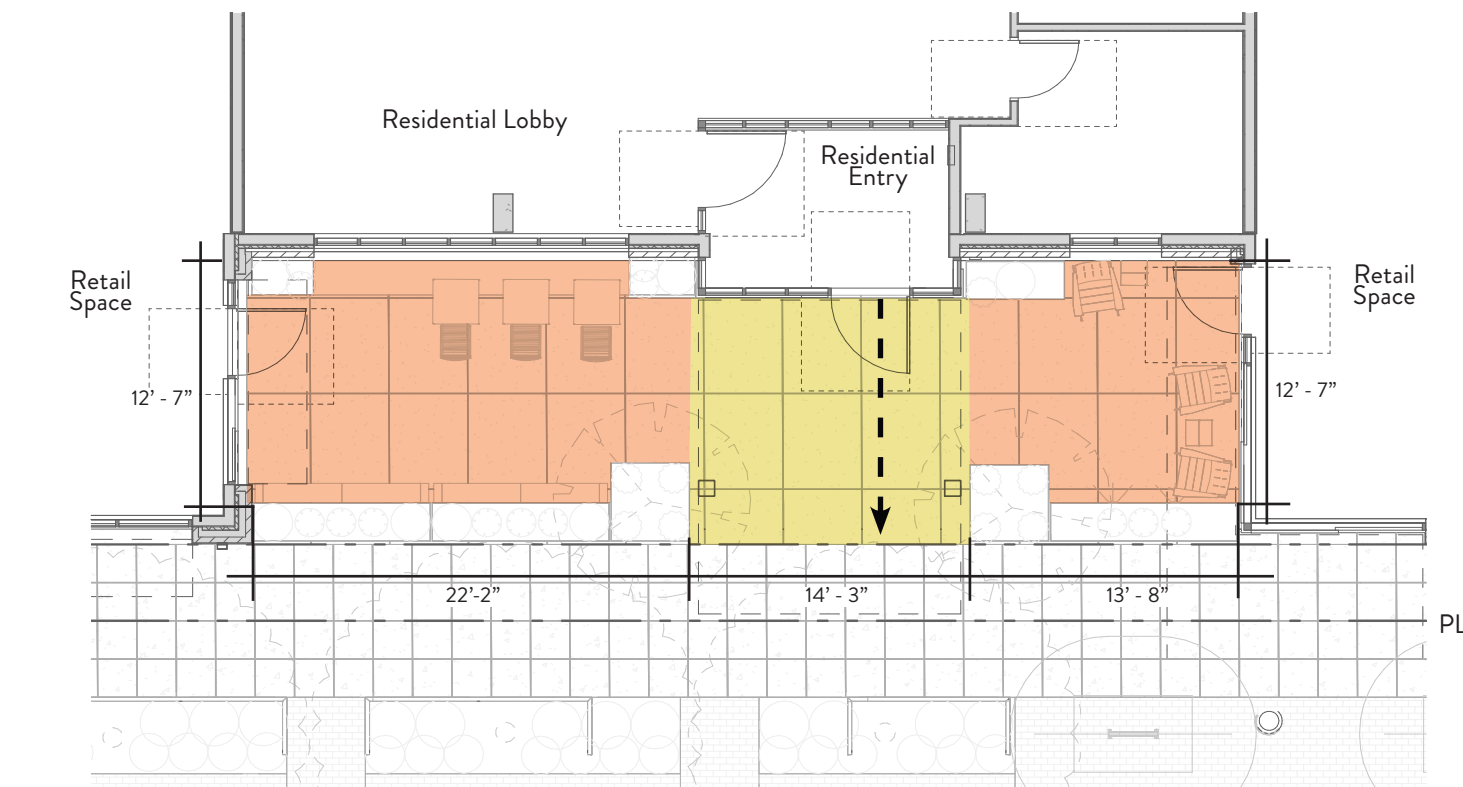 Residential Lobby
Residential
Entry
Retail
Space
Retail
Space
12’ - 7”
12’ - 7”
22’-2”
14’ - 3”
13’ - 8”
PL